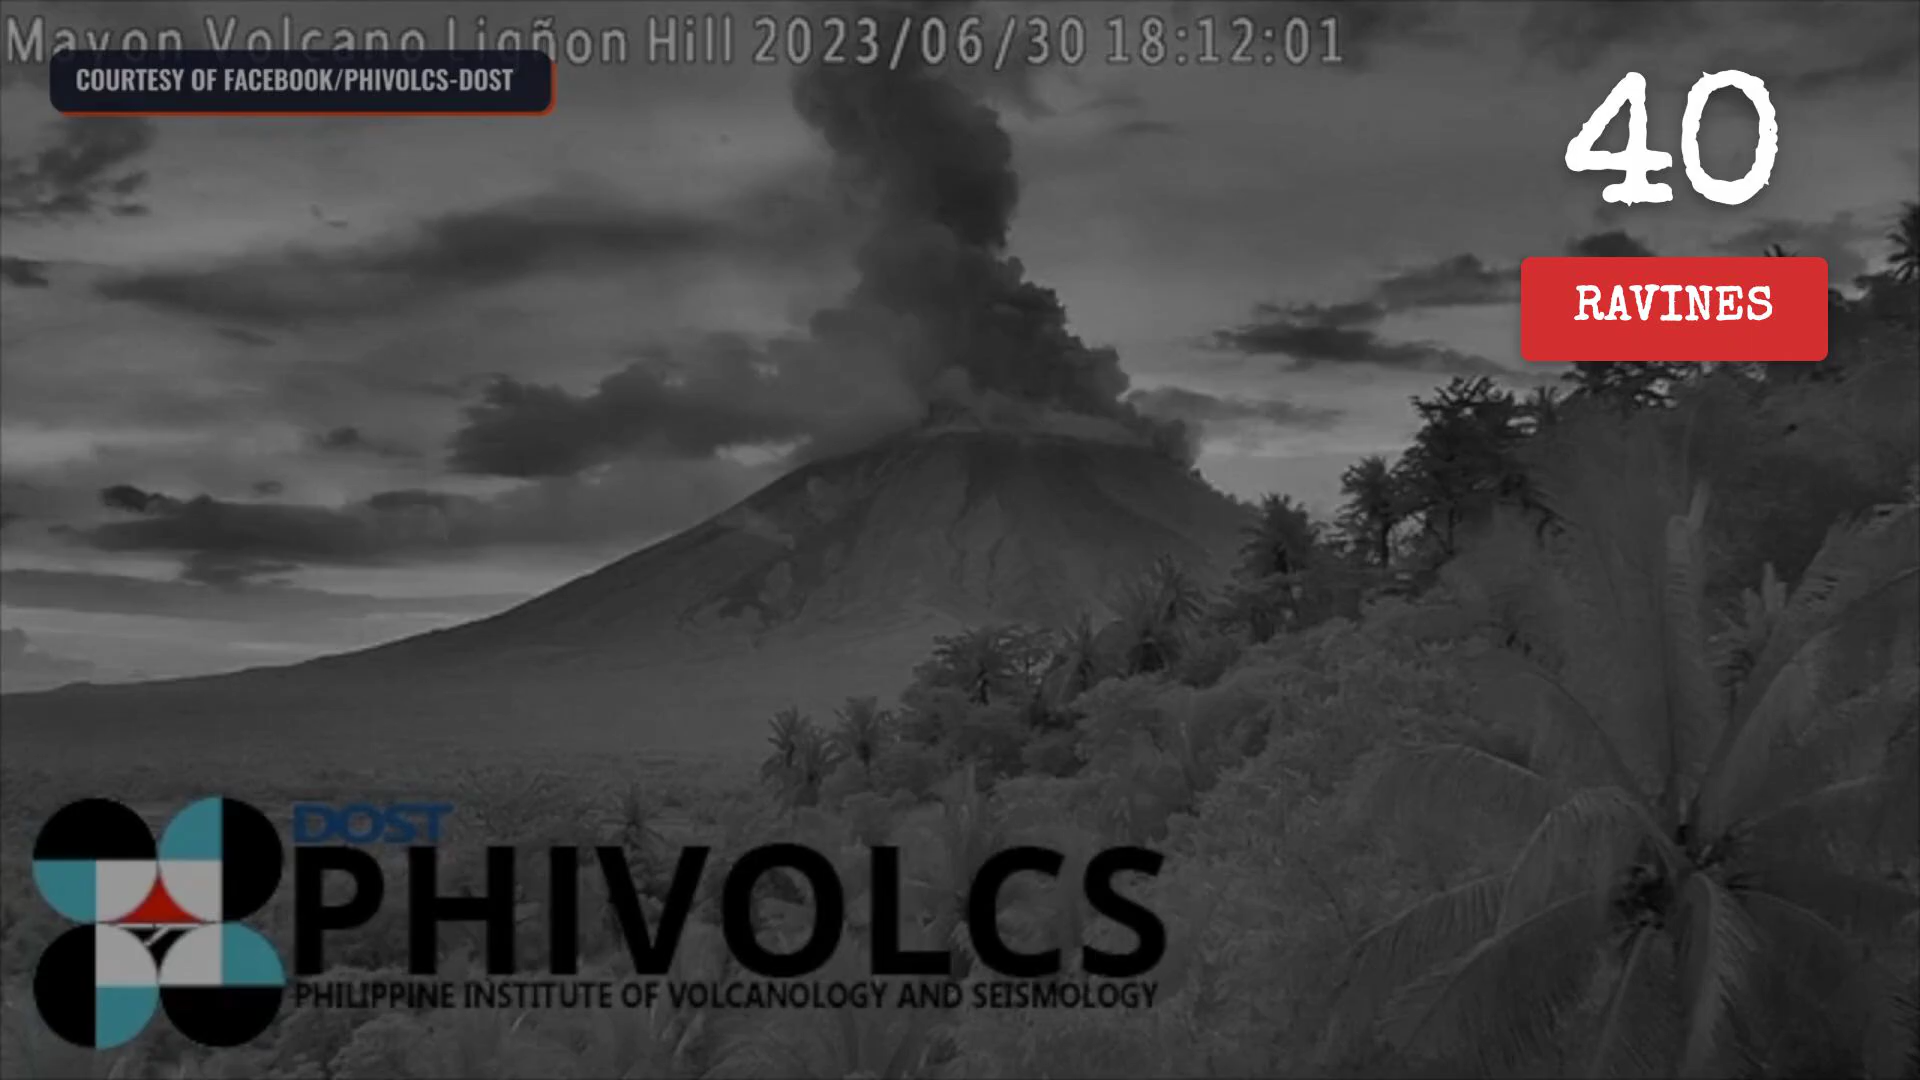 Mayon Volcano Ligñon Hill 2023/06/30 18:12:01
COURTESY OF FACEBOOK/PHIVOLCS-DOST
40
RAVINES
DOST
PHIVOLCS
PHILIPPINE INSTITUTE OF VOLCANOLOGY AND SEISMOLOGY